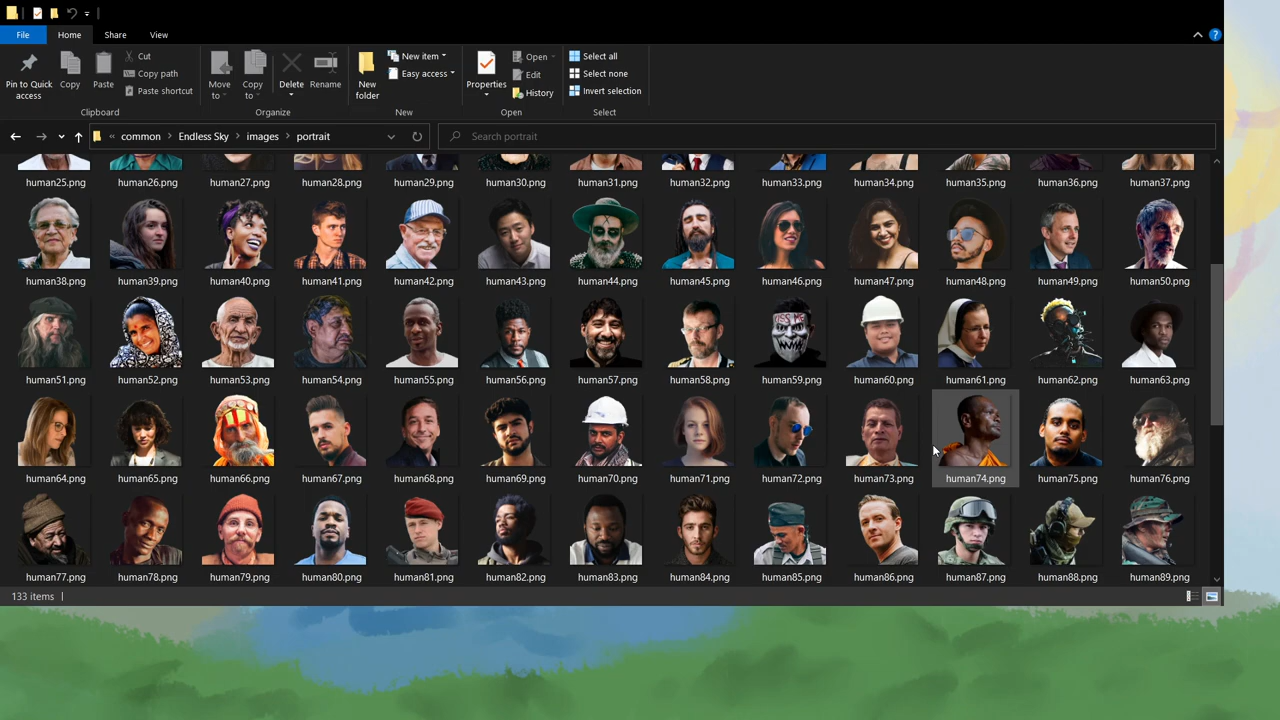 File Home Share View
Pin to Quick access
Copy
Paste
Cut
Copy path
Paste shortcut
Clipboard
Move to
Copy to
Delete
Rename
Organize
New folder
New item
Easy access
New
Properties
Open
Edit
History
Open
Select all
Select none
Invert selection
Select
« common > Endless Sky > images > portrait
Search portrait
human25.png human26.png human27.png human28.png human29.png human30.png human31.png human32.png human33.png human34.png human35.png human36.png human37.png
human38.png human39.png human40.png human41.png human42.png human43.png human44.png human45.png human46.png human47.png human48.png human49.png human50.png
KISS ME
human51.png human52.png human53.png human54.png human55.png human56.png human57.png human58.png human59.png human60.png human61.png human62.png human63.png
human64.png human65.png human66.png human67.png human68.png human69.png human70.png human71.png human72.png human73.png human74.png human75.png human76.png
human77.png human78.png human79.png human80.png human81.png human82.png human83.png human84.png human85.png human86.png human87.png human88.png human89.png
133 items